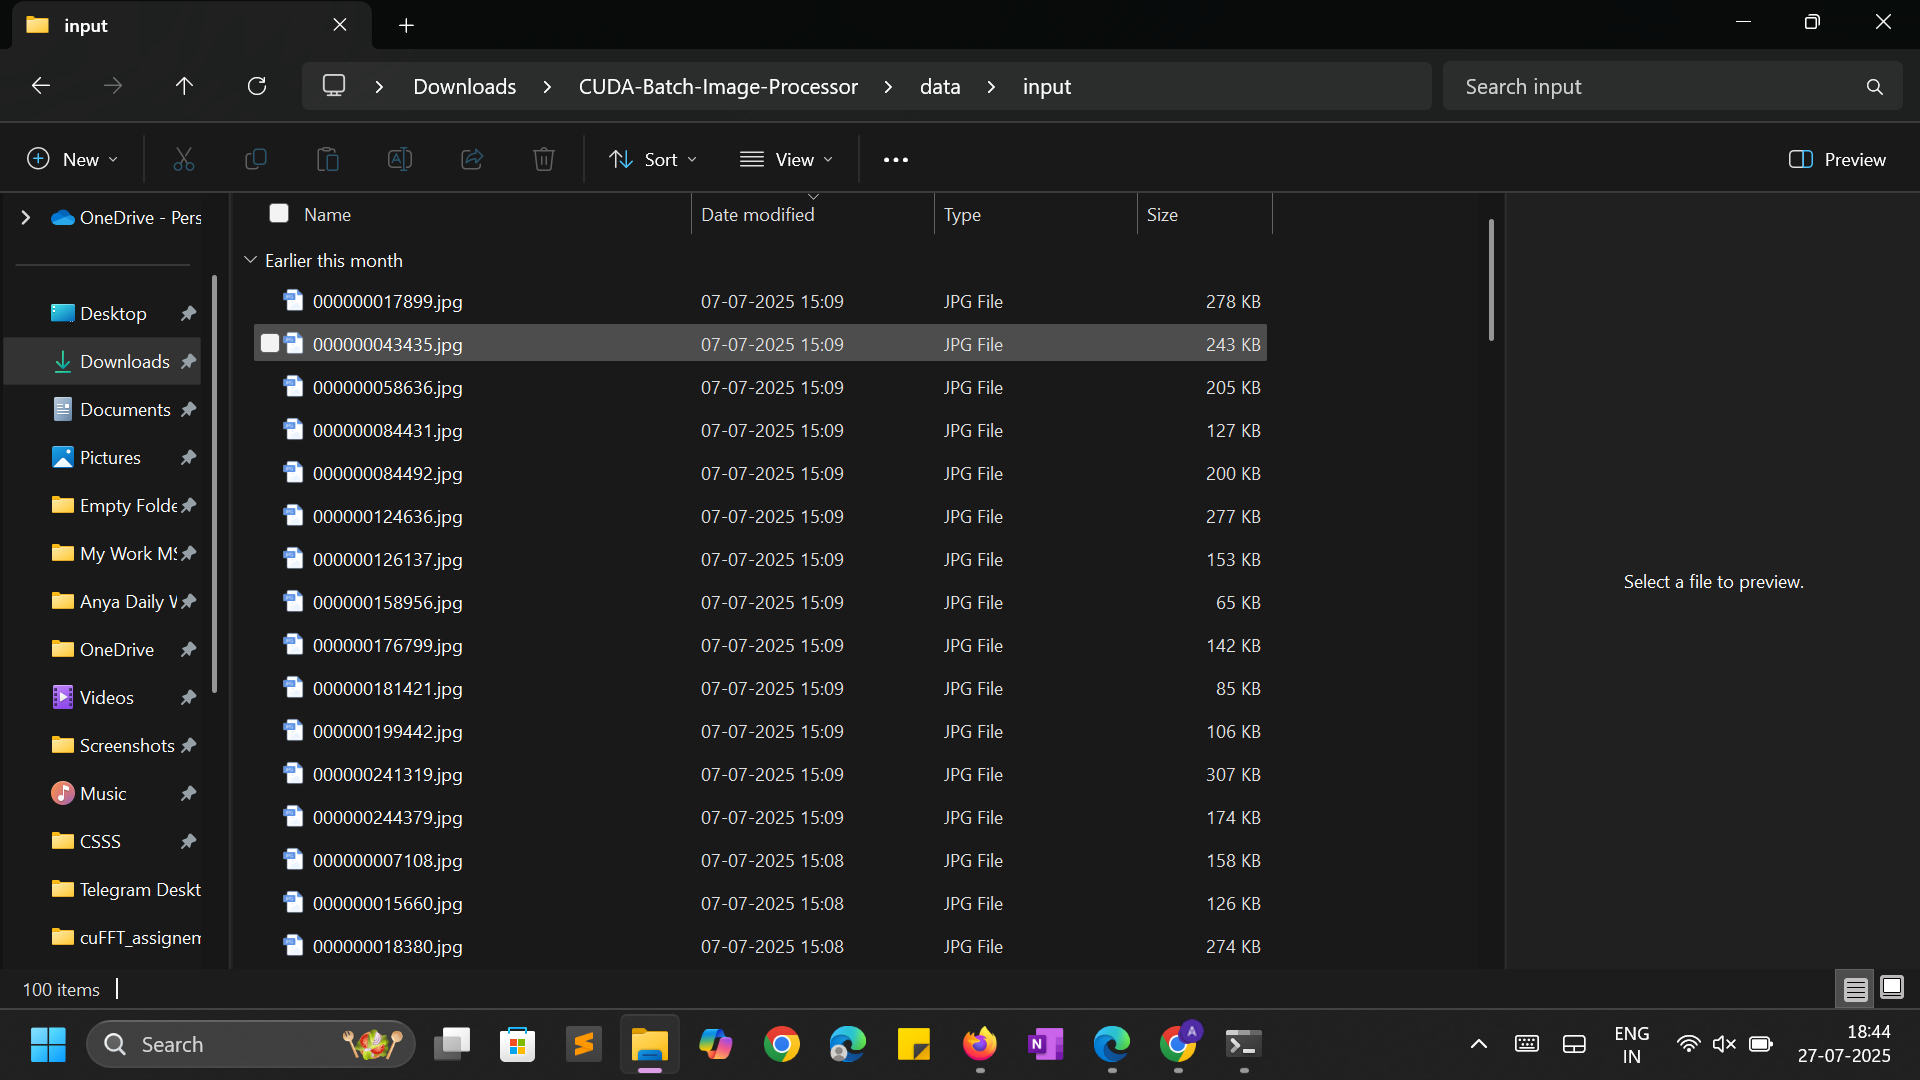 input
Downloads > CUDA-Batch-Image-Processor > data > input
Search input
New
Sort
View
Preview
OneDrive - Pers
Desktop
Downloads
Documents
Pictures
Empty Folde
My Work MS
Anya Daily W
OneDrive
Videos
Screenshots
Music
CSSS
Telegram Deskt
cuFFT_assignem
Name Date modified Type Size
Earlier this month
000000017899.jpg 07-07-2025 15:09 JPG File 278 KB
000000043435.jpg 07-07-2025 15:09 JPG File 243 KB
000000058636.jpg 07-07-2025 15:09 JPG File 205 KB
000000084431.jpg 07-07-2025 15:09 JPG File 127 KB
000000084492.jpg 07-07-2025 15:09 JPG File 200 KB
000000124636.jpg 07-07-2025 15:09 JPG File 277 KB
000000126137.jpg 07-07-2025 15:09 JPG File 153 KB
000000158956.jpg 07-07-2025 15:09 JPG File 65 KB
000000176799.jpg 07-07-2025 15:09 JPG File 142 KB
000000181421.jpg 07-07-2025 15:09 JPG File 85 KB
000000199442.jpg 07-07-2025 15:09 JPG File 106 KB
000000241319.jpg 07-07-2025 15:09 JPG File 307 KB
000000244379.jpg 07-07-2025 15:09 JPG File 174 KB
000000007108.jpg 07-07-2025 15:08 JPG File 158 KB
000000015660.jpg 07-07-2025 15:08 JPG File 126 KB
000000018380.jpg 07-07-2025 15:08 JPG File 274 KB
Select a file to preview.
100 items
Search
N
A
ENG
IN
18:44
27-07-2025